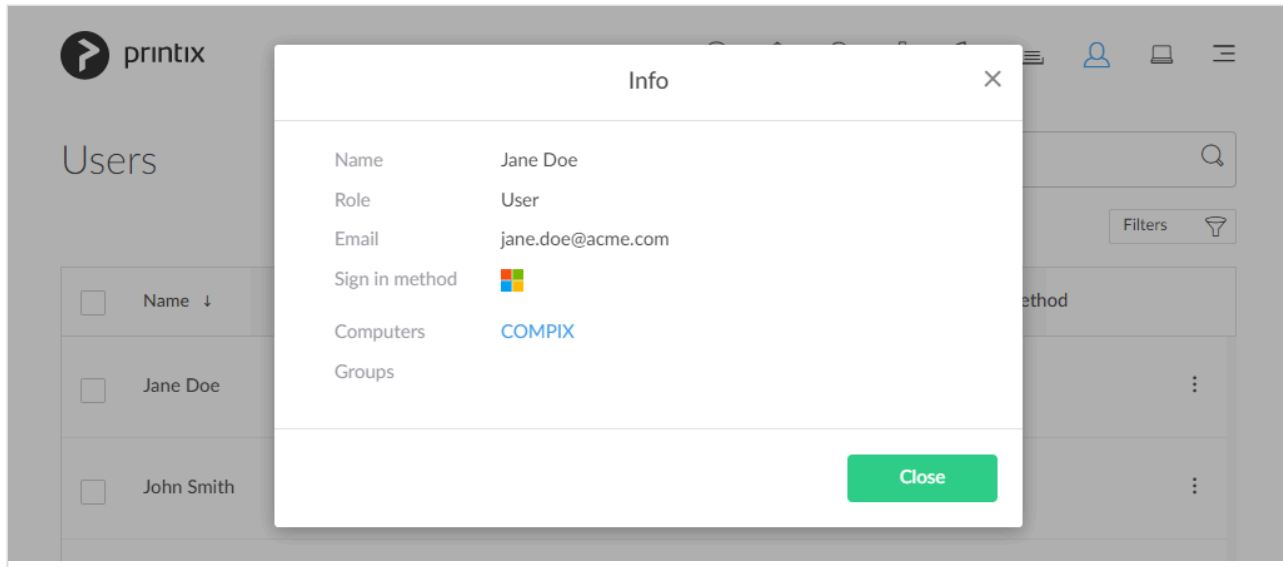 printix
Info
Users
Name Jane Doe
Role User
Email jane.doe@acme.com
Sign in method
Computers COMPIX
Groups
Filters
Name ↓
ethod
Jane Doe
John Smith
Close